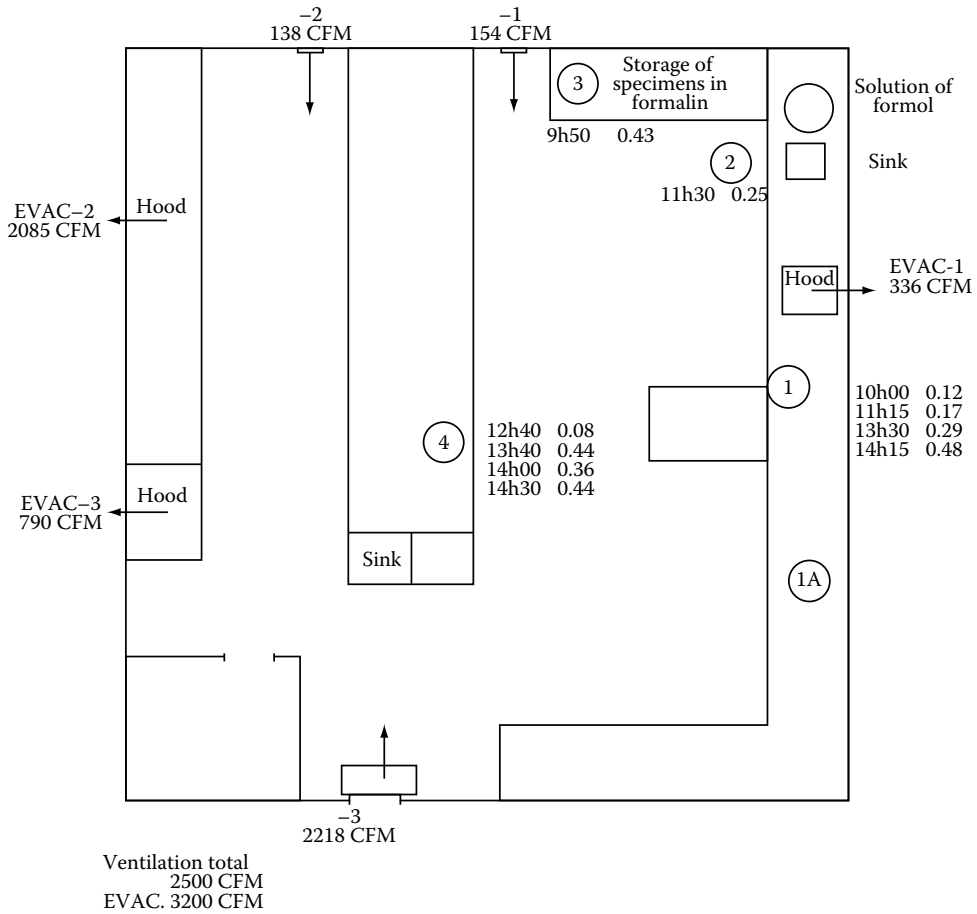 –2
138 CFM
–1
154 CFM
3
Storage of
specimens in
formalin
Solution of
formol
9h50 0.43
2
Sink
11h30 0.25
EVAC–2
2085 CFM
Hood
EVAC-1
336 CFM
Hood
1
10h00 0.12
11h15 0.17
13h30 0.29
14h15 0.48
4
12h40 0.08
13h40 0.44
14h00 0.36
14h30 0.44
EVAC–3
790 CFM
Hood
Sink
1A
–3
2218 CFM
Ventilation total
2500 CFM
EVAC. 3200 CFM